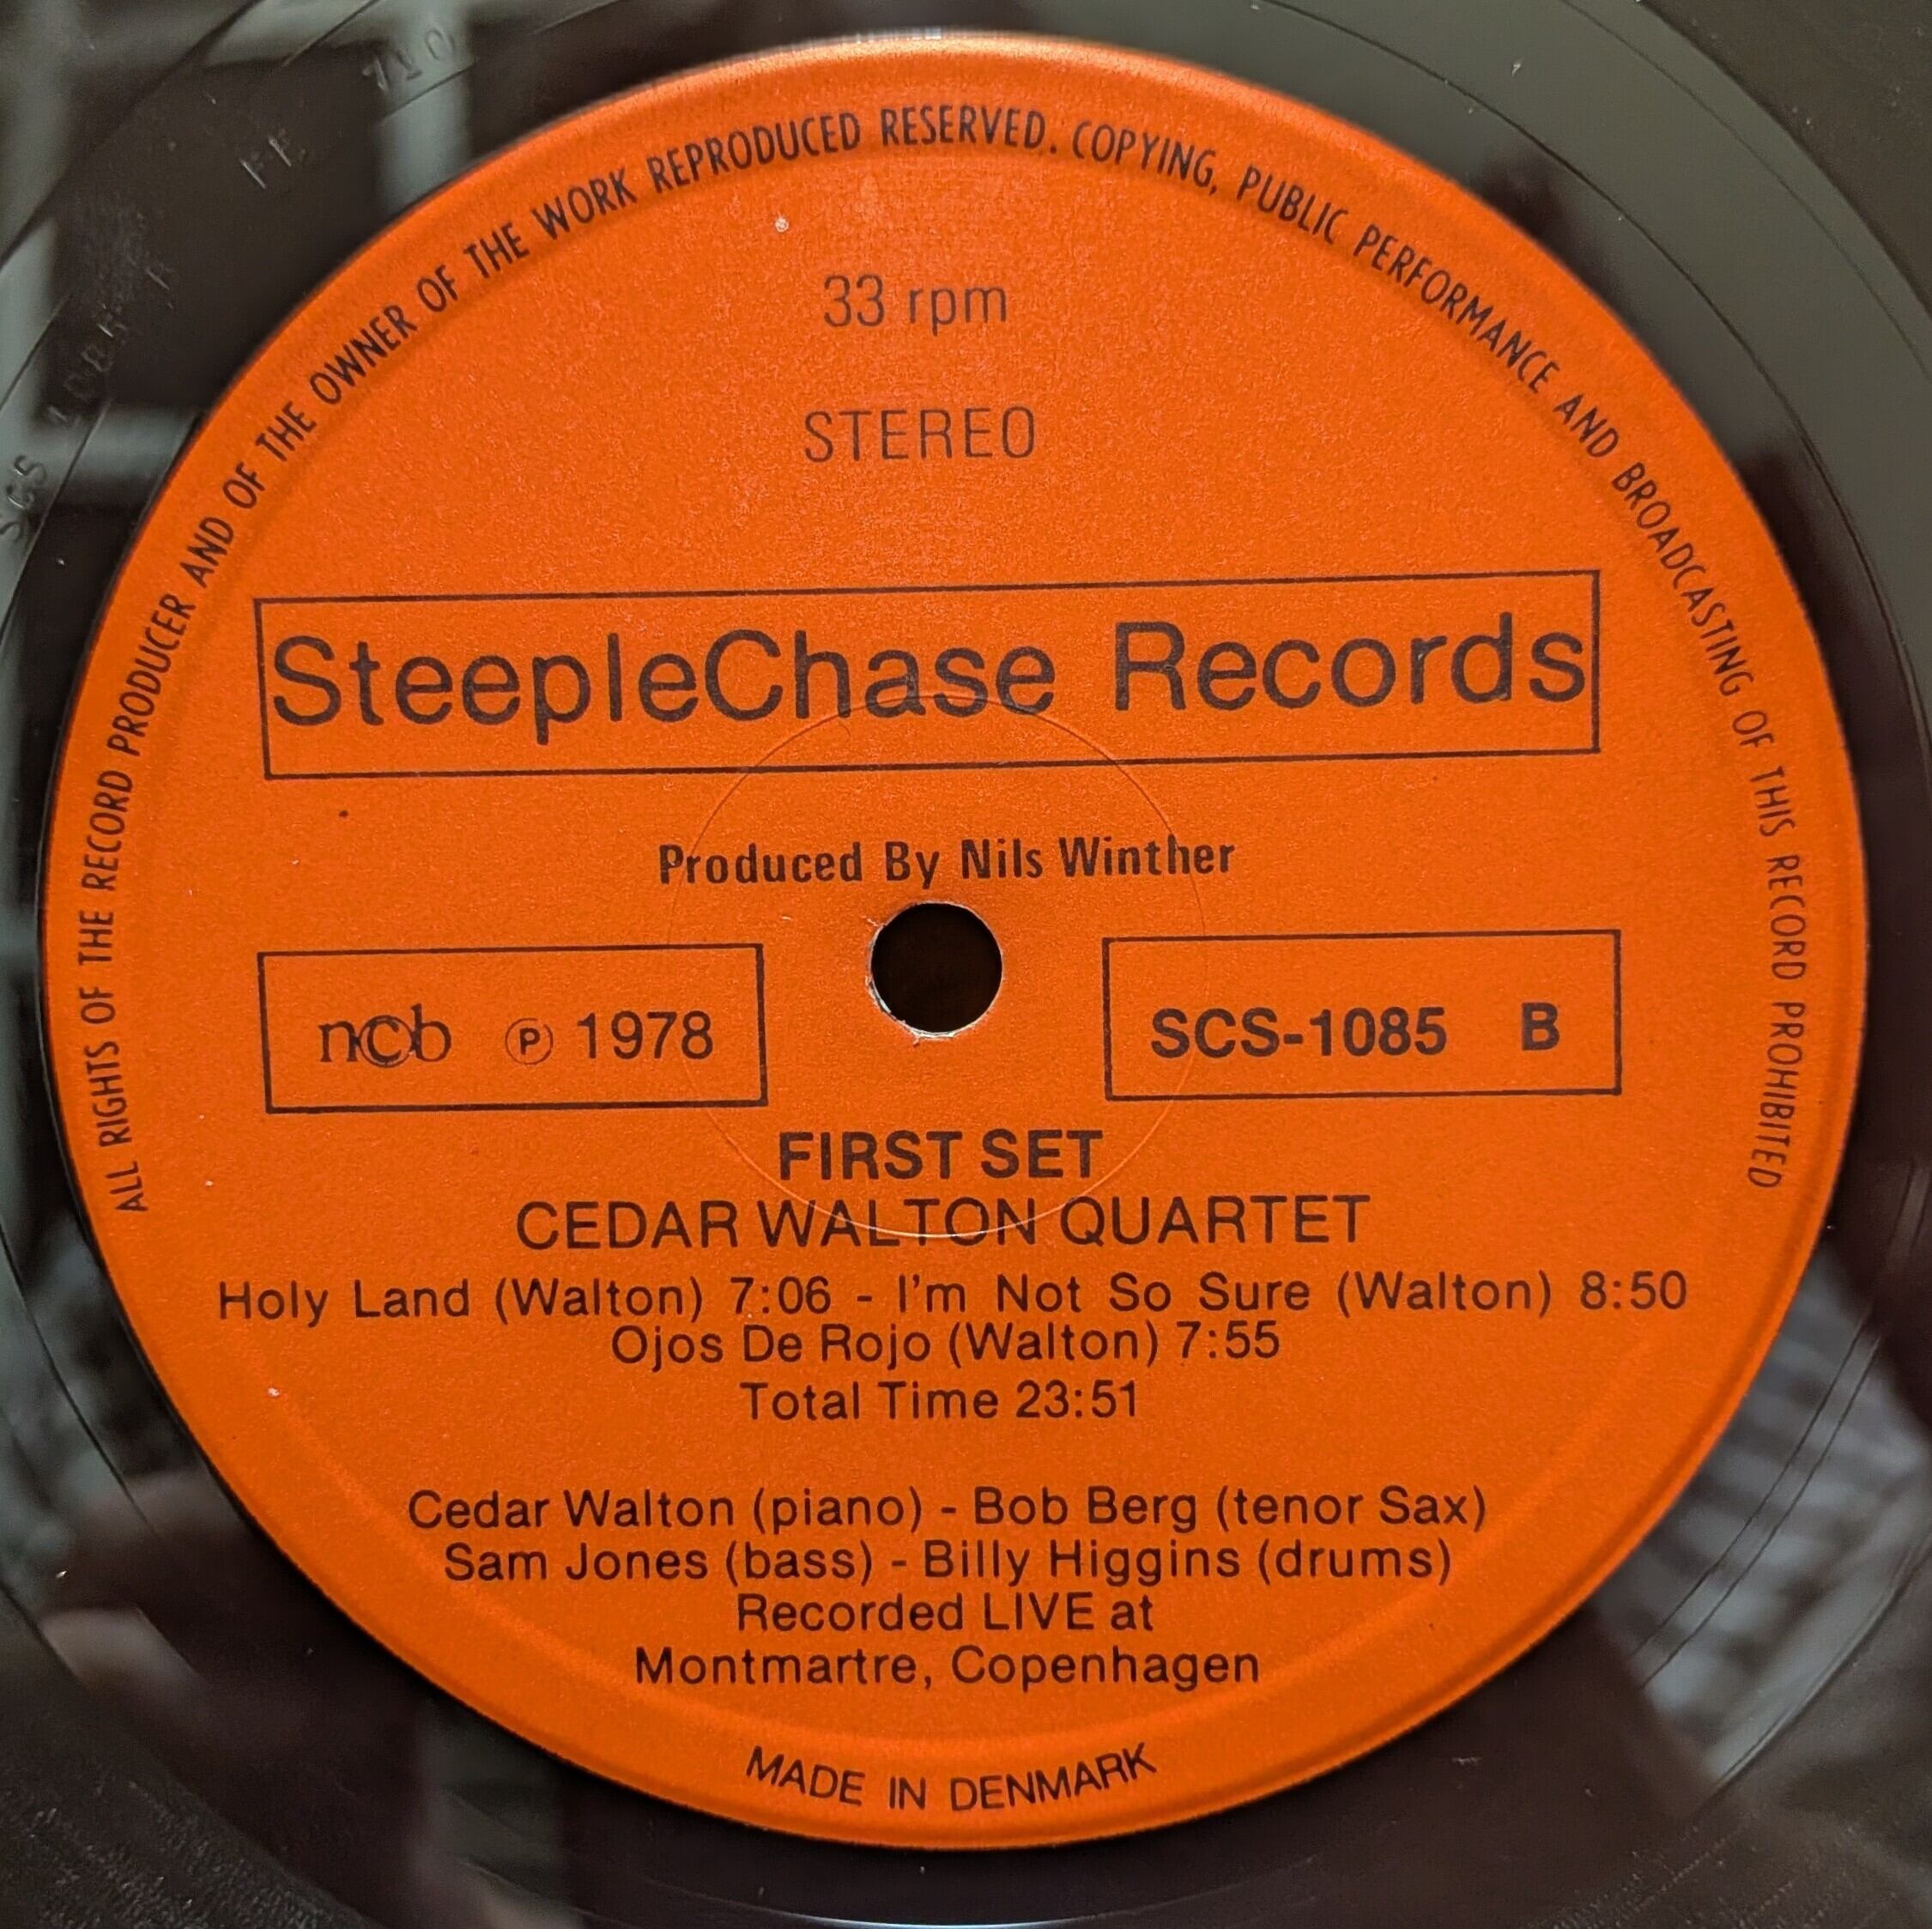 ALL RIGHTS OF THE RECORD PRODUCER AND OF THE OWNER OF THE WORK REPRODUCED RESERVED. COPYING, PUBLIC PERFORMANCE AND BROADCASTING OF THIS RECORD PROHIBITED
33 rpm
STEREO
SteepleChase Records
Produced By Nils Winther
ncb ℗ 1978
SCS-1085 B
FIRST SET
CEDAR WALTON QUARTET
Holy Land (Walton) 7:06 - I'm Not So Sure (Walton) 8:50
Ojos De Rojo (Walton) 7:55
Total Time 23:51
Cedar Walton (piano) - Bob Berg (tenor Sax)
Sam Jones (bass) - Billy Higgins (drums)
Recorded LIVE at
Montmartre, Copenhagen
MADE IN DENMARK